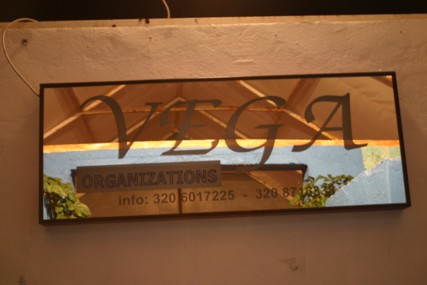 VEGA
ORGANIZATIONS
info: 320 6017225 - 320